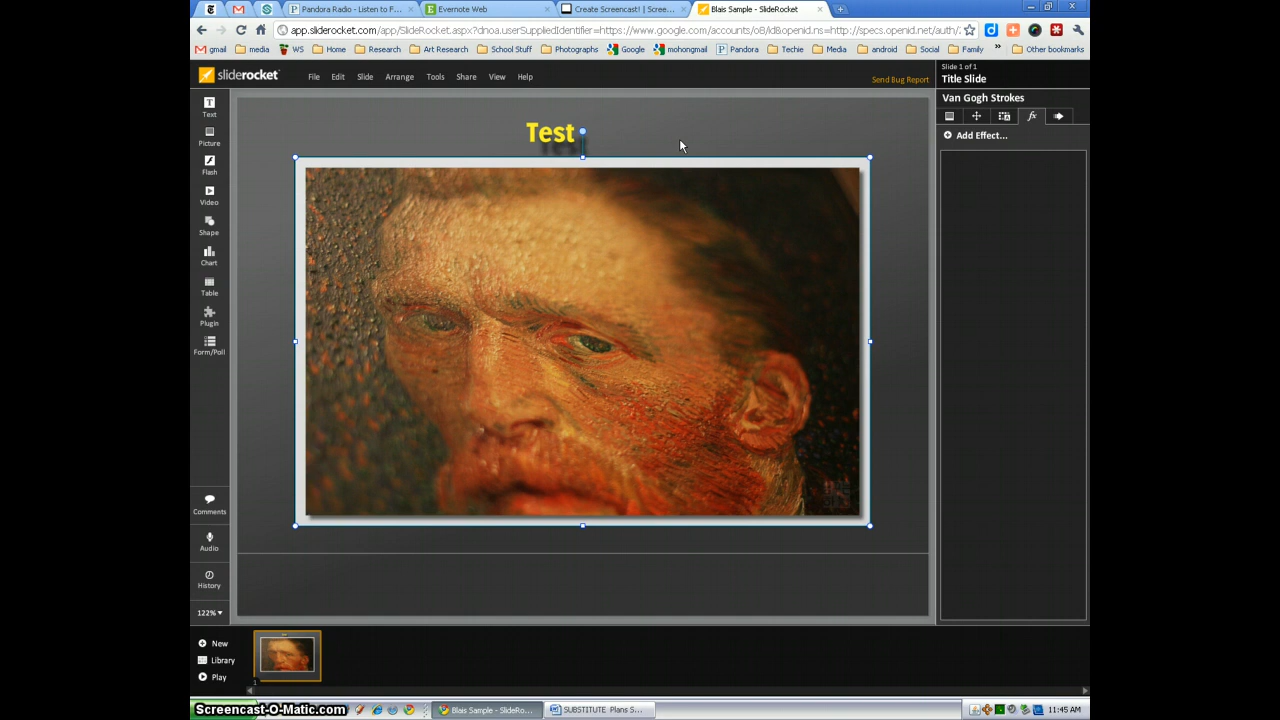 Pandora Radio - Listen to F...
Evernote Web
Create Screencast! | Scree...
Blais Sample - SlideRocket
app.sliderocket.com/app/SlideRocket.aspx?dnoa.userSuppliedIdentifier=https://www.google.com/accounts/o8/id&openid.ns=http://specs.openid.net/auth/2
gmail media WS Home Research Art Research School Stuff Photographs Google mohongmail Pandora Techie Media android Social Family » Other bookmarks
sliderocket
File Edit Slide Arrange Tools Share View Help
Send Bug Report
Slide 1 of 1
Title Slide
Van Gogh Strokes
fx
Add Effect...
Text
Picture
Flash
Video
Shape
Chart
Table
Plugin
Form/Poll
Comments
Audio
History
122%
Test
New
Library
Play
1
Screencast-O-Matic.com
Blais Sample - SlideRo...
SUBSTITUTE Plans S...
11:45 AM